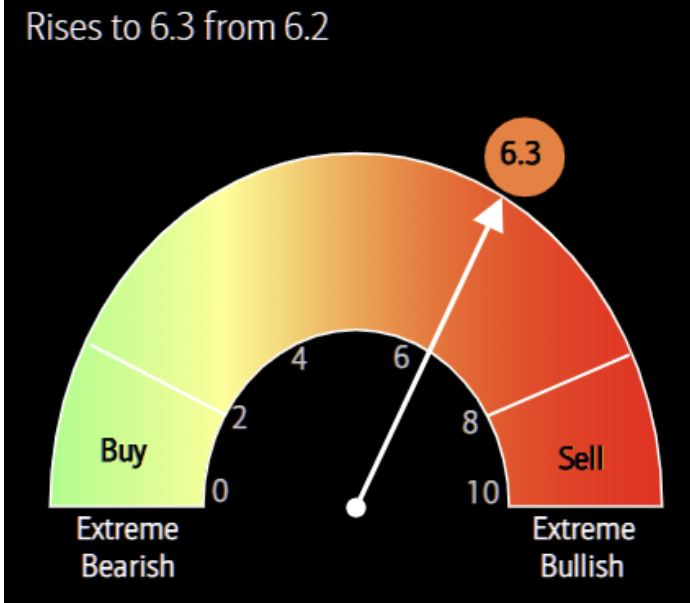 Rises to 6.3 from 6.2
6.3
4
6
2
8
Buy
Sell
0
10
Extreme
Bearish
Extreme
Bullish